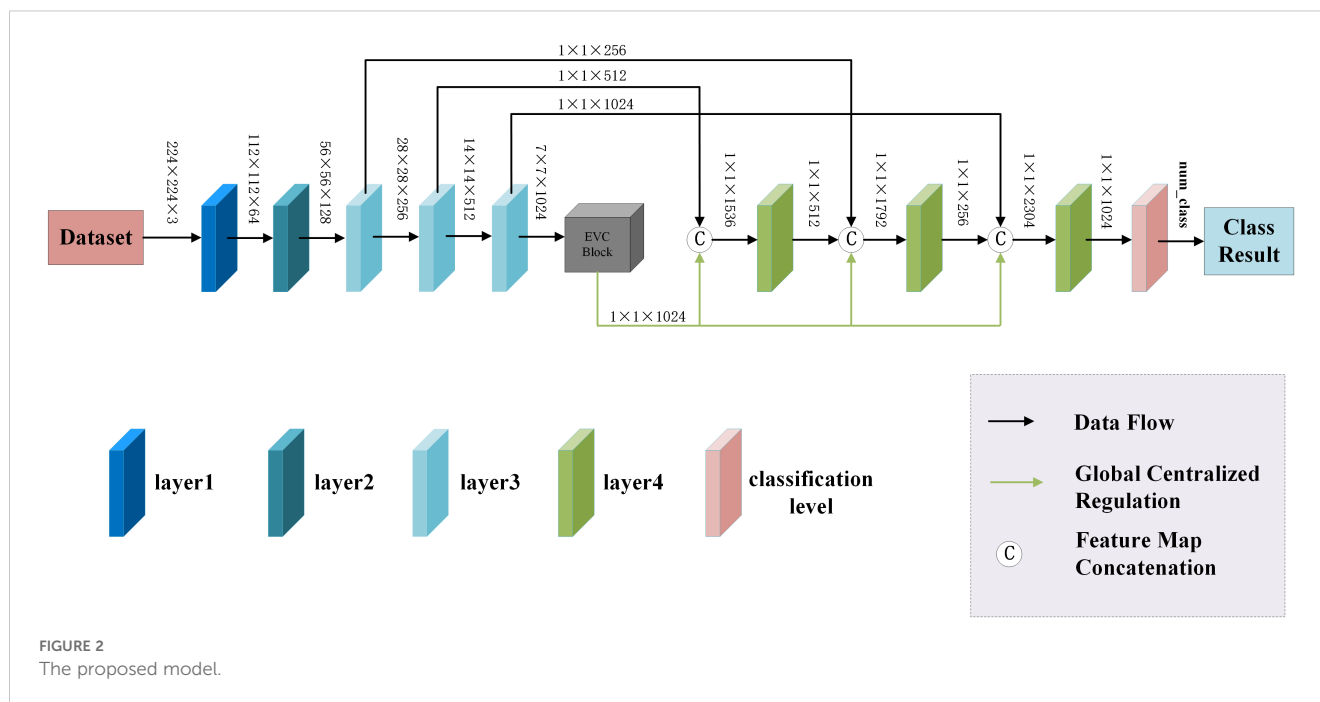 1×1×256
1×1×512
1×1×1024
224×224×3
112×112×64
56×56×128
28×28×256
14×14×512
7×7×1024
1×1×1536
1×1×512
1×1×1792
1×1×256
1×1×2304
1×1×1024
num_class
Dataset
EVC
Block
C
C
C
Class
Result
1×1×1024
layer1
layer2
layer3
layer4
classification
level
Data Flow
Global Centralized
Regulation
C
Feature Map
Concatenation
FIGURE 2
The proposed model.